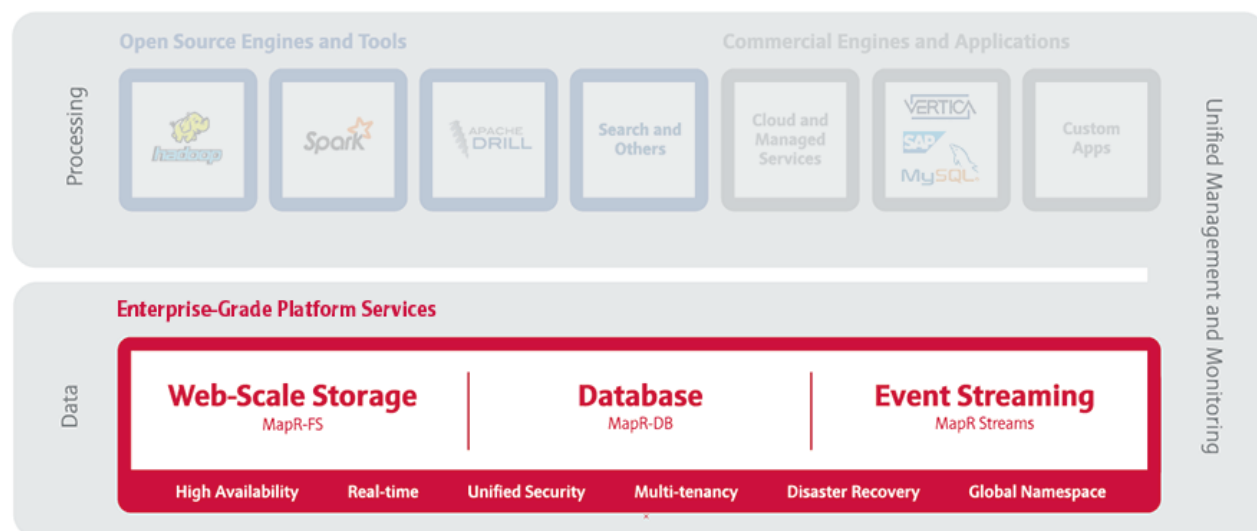 Open Source Engines and Tools
Commercial Engines and Applications
Processing
hadoop
Spark
APACHE
DRILL
Search and
Others
Cloud and
Managed
Services
VERTICA
SAP
MySQL
Custom
Apps
Unified Management and Monitoring
Enterprise-Grade Platform Services
Data
Web-Scale Storage
MapR-FS
Database
MapR-DB
Event Streaming
MapR Streams
High Availability
Real-time
Unified Security
Multi-tenancy
Disaster Recovery
Global Namespace